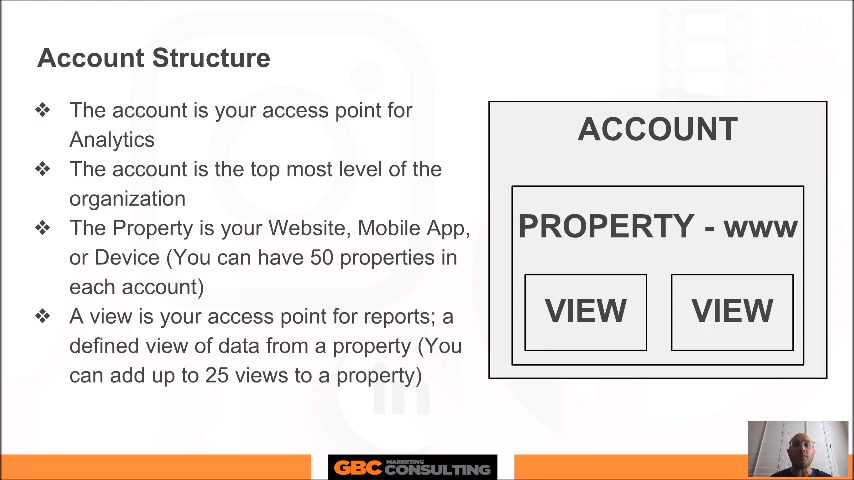 Account Structure
❖ The account is your access point for
Analytics
❖ The account is the top most level of the
organization
❖ The Property is your Website, Mobile App,
or Device (You can have 50 properties in
each account)
❖ A view is your access point for reports; a
defined view of data from a property (You
can add up to 25 views to a property)
ACCOUNT
PROPERTY - www
VIEW VIEW
You
in
GBC MARKETING
CONSULTING